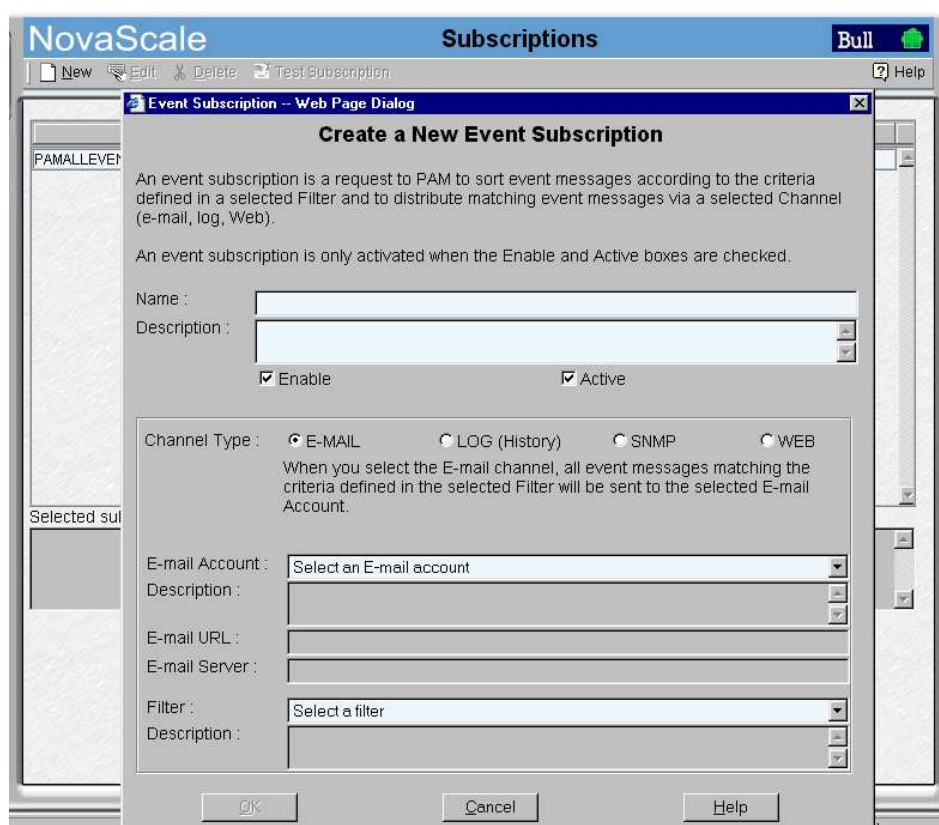 NovaScale Subscriptions Bull
New Edit Delete Test Subscription Help
Event Subscription -- Web Page Dialog
Create a New Event Subscription
PAMALLEVEN
An event subscription is a request to PAM to sort event messages according to the criteria
defined in a selected Filter and to distribute matching event messages via a selected Channel
(e-mail, log, Web).
An event subscription is only activated when the Enable and Active boxes are checked.
Name :
Description :
Enable Active
Channel Type : E-MAIL LOG (History) SNMP WEB
When you select the E-mail channel, all event messages matching the
criteria defined in the selected Filter will be sent to the selected E-mail
Account.
Selected sul
E-mail Account : Select an E-mail account
Description :
E-mail URL :
E-mail Server :
Filter : Select a filter
Description :
OK Cancel Help